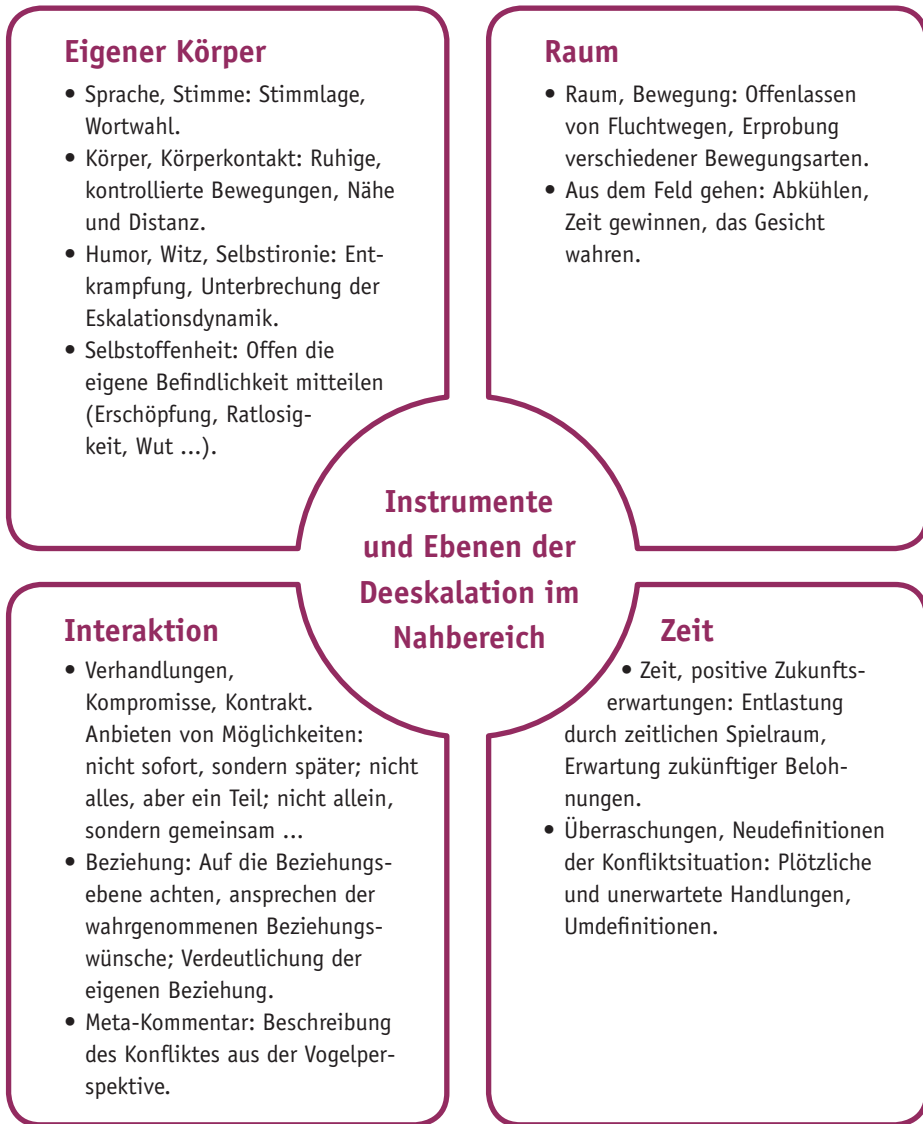 Eigener Körper
• Sprache, Stimme: Stimmlage,
Wortwahl.
• Körper, Körperkontakt: Ruhige,
kontrollierte Bewegungen, Nähe
und Distanz.
• Humor, Witz, Selbstironie: Ent-
krampfung, Unterbrechung der
Eskalationsdynamik.
• Selbstoffenheit: Offen die
eigene Befindlichkeit mitteilen
(Erschöpfung, Ratlosig-
keit, Wut ...).
Raum
• Raum, Bewegung: Offenlassen
von Fluchtwegen, Erprobung
verschiedener Bewegungsarten.
• Aus dem Feld gehen: Abkühlen,
Zeit gewinnen, das Gesicht
wahren.
Instrumente
und Ebenen der
Deeskalation im
Nahbereich
Interaktion
• Verhandlungen,
Kompromisse, Kontrakt.
Anbieten von Möglichkeiten:
nicht sofort, sondern später; nicht
alles, aber ein Teil; nicht allein,
sondern gemeinsam ...
• Beziehung: Auf die Beziehungs-
ebene achten, ansprechen der
wahrgenommenen Beziehungs-
wünsche; Verdeutlichung der
eigenen Beziehung.
• Meta-Kommentar: Beschreibung
des Konfliktes aus der Vogelper-
spektive.
Zeit
• Zeit, positive Zukunfts-
erwartungen: Entlastung
durch zeitlichen Spielraum,
Erwartung zukünftiger Beloh-
nungen.
• Überraschungen, Neudefinitionen
der Konfliktsituation: Plötzliche
und unerwartete Handlungen,
Umdefinitionen.